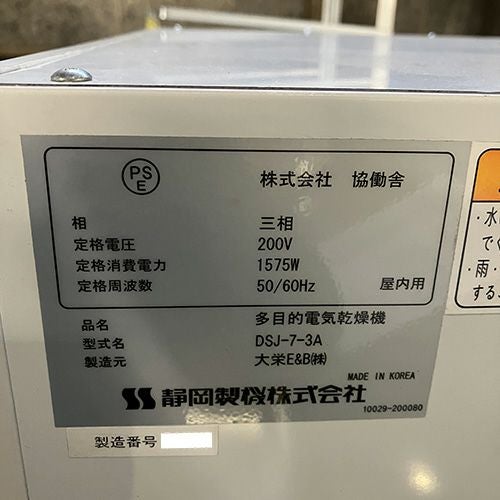 PS
E
株式会社 協働舎
相 三相
定格電圧 200V
定格消費電力 1575W
定格周波数 50/60Hz 屋内用
品名 多目的電気乾燥機
型式名 DSJ-7-3A
製造元 大栄E&B㈱
MADE IN KOREA
静岡製機株式会社
10029-200080
製造番号
・水
でく
・雨・
する、